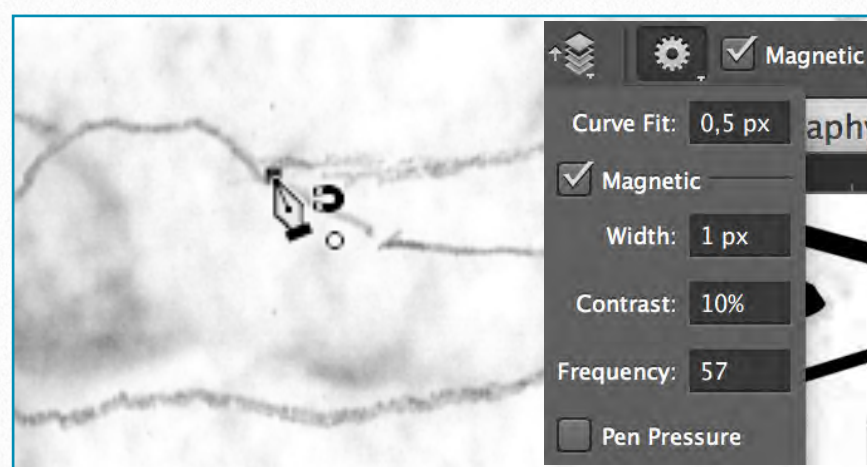 Magnetic
Curve Fit: 0,5 px
Magnetic
Width: 1 px
Contrast: 10%
Frequency: 57
Pen Pressure